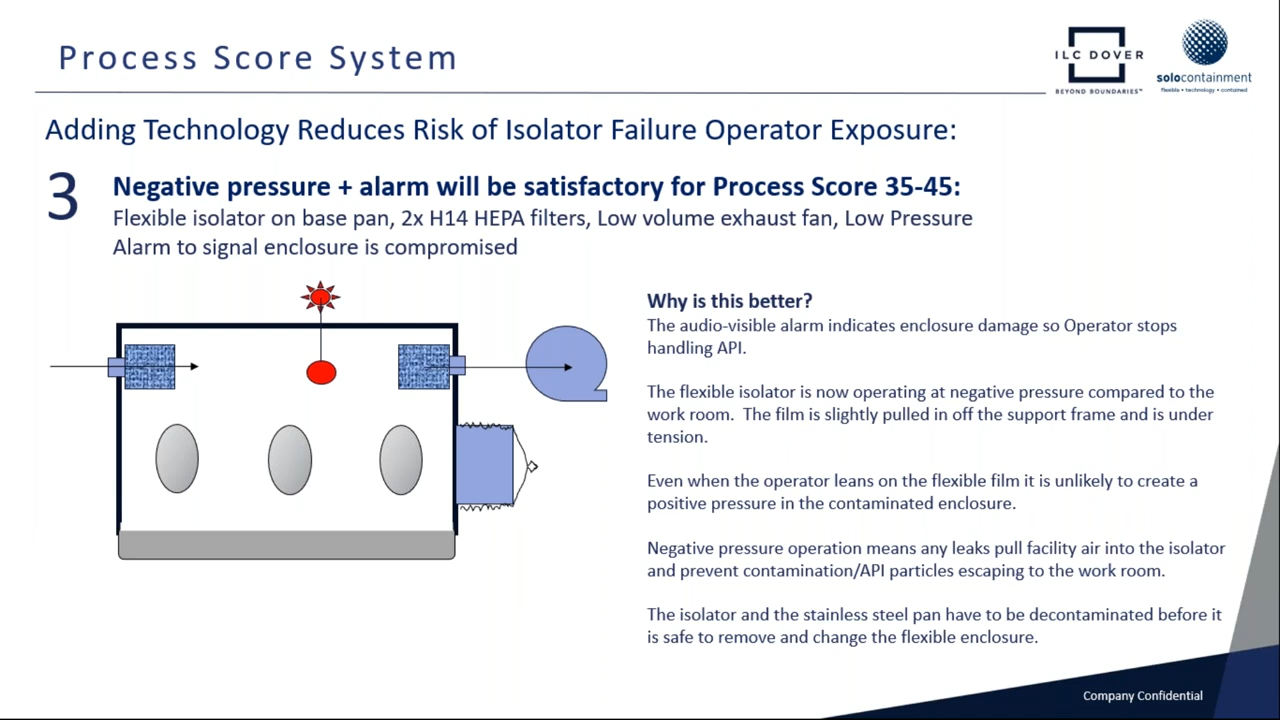 Process Score System
ILC DOVER
BEYOND BOUNDARIES™
solocontainment
flexible • technology • contained
Adding Technology Reduces Risk of Isolator Failure Operator Exposure:
3
Negative pressure + alarm will be satisfactory for Process Score 35-45:
Flexible isolator on base pan, 2x H14 HEPA filters, Low volume exhaust fan, Low Pressure
Alarm to signal enclosure is compromised
Why is this better?
The audio-visible alarm indicates enclosure damage so Operator stops
handling API.
The flexible isolator is now operating at negative pressure compared to the
work room. The film is slightly pulled in off the support frame and is under
tension.
Even when the operator leans on the flexible film it is unlikely to create a
positive pressure in the contaminated enclosure.
Negative pressure operation means any leaks pull facility air into the isolator
and prevent contamination/API particles escaping to the work room.
The isolator and the stainless steel pan have to be decontaminated before it
is safe to remove and change the flexible enclosure.
Company Confidential